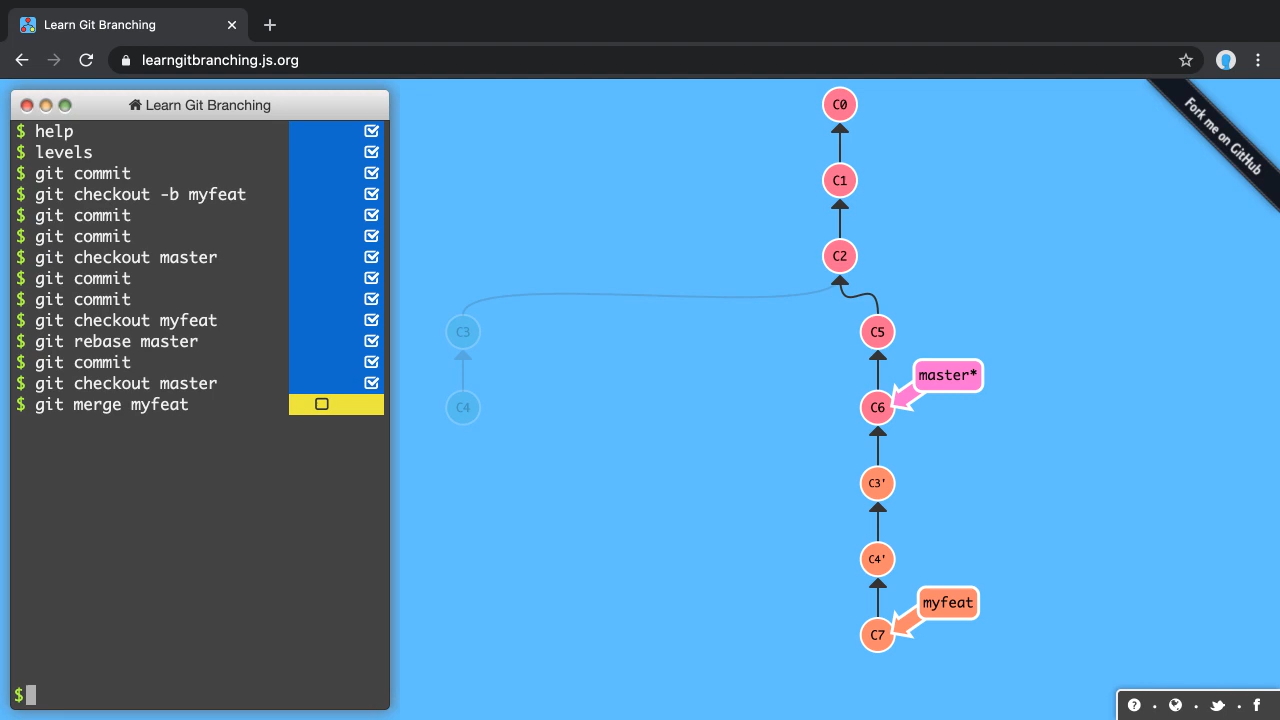 Learn Git Branching
learngitbranching.js.org
Learn Git Branching
$ help
$ levels
$ git commit
$ git checkout -b myfeat
$ git commit
$ git commit
$ git checkout master
$ git commit
$ git commit
$ git checkout myfeat
$ git rebase master
$ git commit
$ git checkout master
$ git merge myfeat
$
C0
C1
C2
C3
C5
C4
C6
master*
C3'
C4'
C7
myfeat
Fork me on GitHub